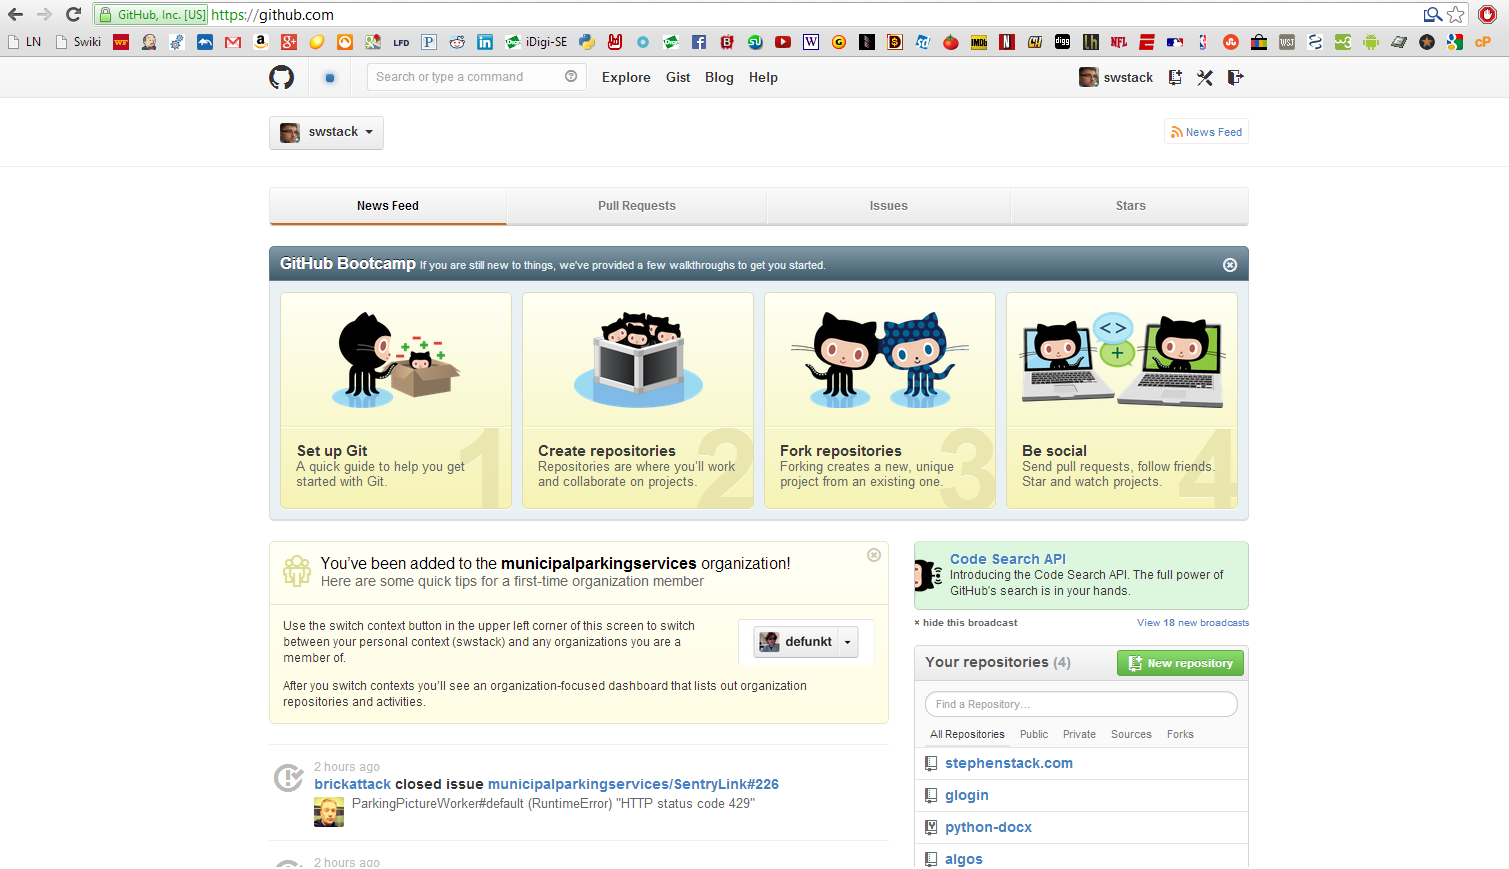 GitHub, Inc. [US] https://github.com
LN
Swiki
WF
LFD
P
iDigi-SE
W
G
IMDb
N
digg
lh
NFL
WST
w3
cP
Search or type a command
Explore
Gist
Blog
Help
swstack
swstack
News Feed
News Feed
Pull Requests
Issues
Stars
GitHub Bootcamp If you are still new to things, we've provided a few walkthroughs to get you started.
1
Set up Git
A quick guide to help you get
started with Git.
2
Create repositories
Repositories are where you'll work
and collaborate on projects.
3
Fork repositories
Forking creates a new, unique
project from an existing one.
4
Be social
Send pull requests, follow friends.
Star and watch projects.
You've been added to the municipalparkingservices organization!
Here are some quick tips for a first-time organization member
Use the switch context button in the upper left corner of this screen to switch
between your personal context (swstack) and any organizations you are a
member of.
defunkt
After you switch contexts you'll see an organization-focused dashboard that lists out organization
repositories and activities.
2 hours ago
brickattack closed issue municipalparkingservices/SentryLink#226
ParkingPictureWorker#default (RuntimeError) "HTTP status code 429"
2 hours ago
Code Search API
Introducing the Code Search API. The full power of
GitHub's search is in your hands.
× hide this broadcast
View 18 new broadcasts
Your repositories (4)
New repository
Find a Repository…
All Repositories
Public
Private
Sources
Forks
stephenstack.com
glogin
python-docx
algos